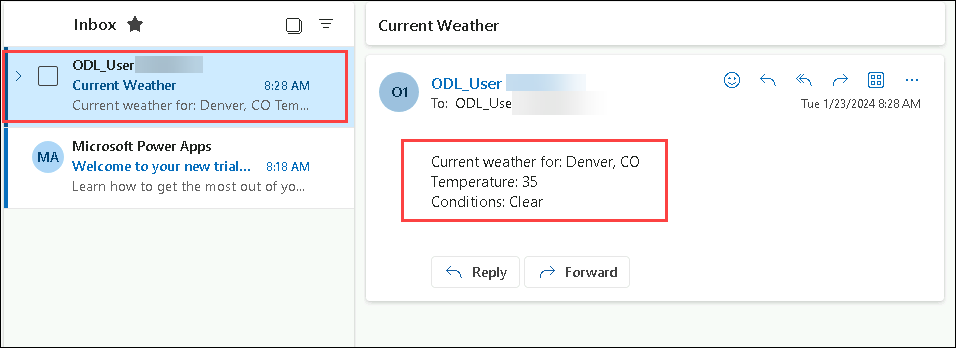 Inbox
ODL_User
Current Weather 8:28 AM
Current weather for: Denver, CO Tem...
MA
Microsoft Power Apps
Welcome to your new trial... 8:18 AM
Learn how to get the most out of yo...
Current Weather
O1
ODL_User
To: ODL_Use
Tue 1/23/2024 8:28 AM
Current weather for: Denver, CO
Temperature: 35
Conditions: Clear
Reply Forward